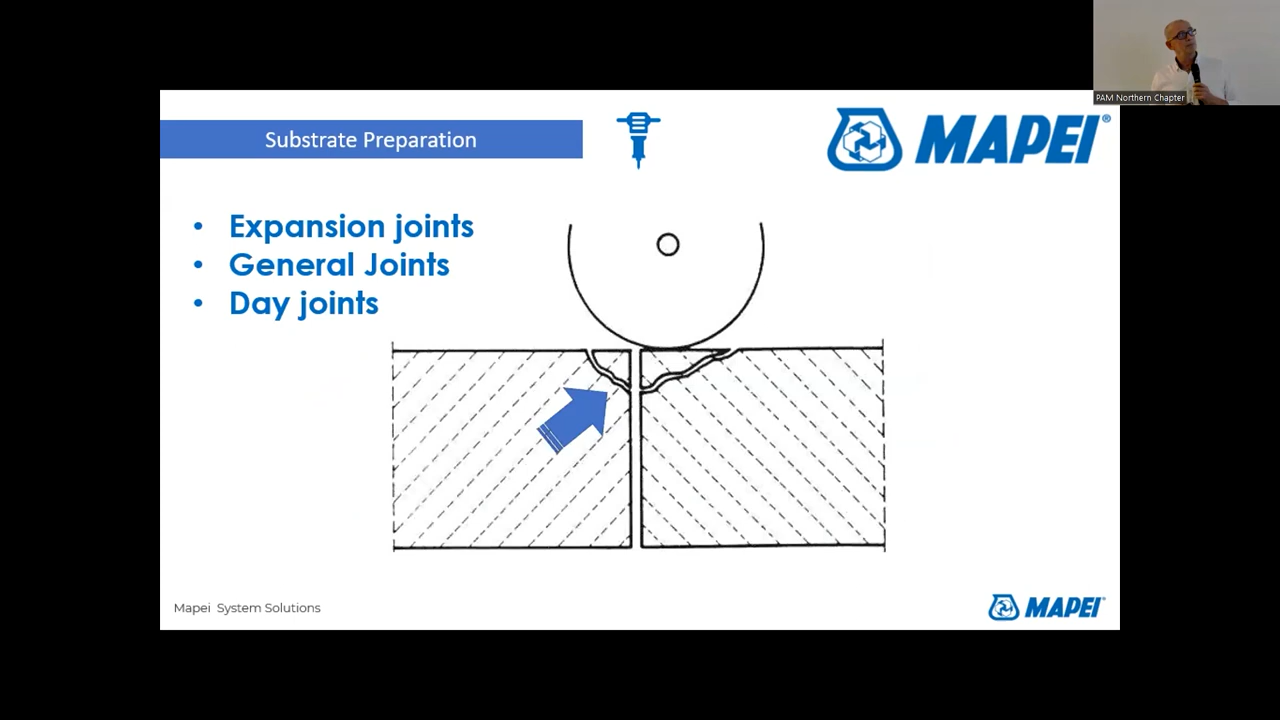 PAM Northern Chapter
Substrate Preparation
MAPEI®
• Expansion joints
• General Joints
• Day joints
Mapei System Solutions
MAPEI